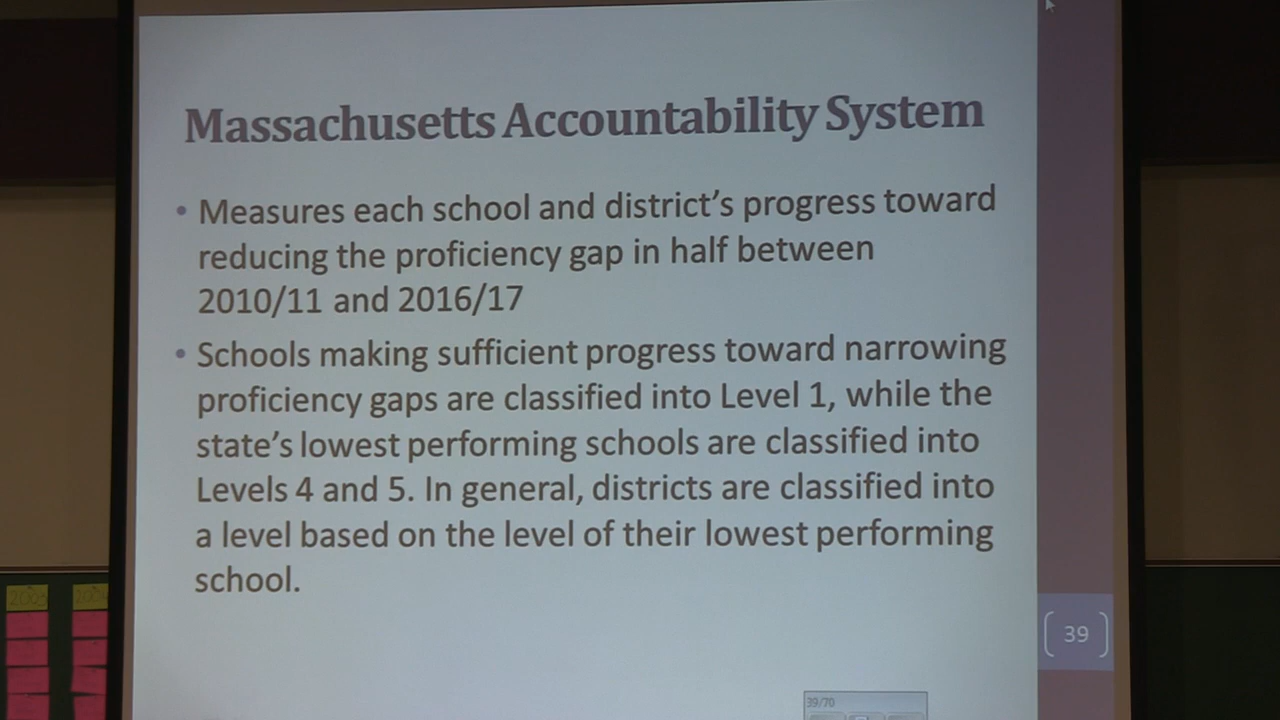 Massachusetts Accountability System
• Measures each school and district's progress toward
reducing the proficiency gap in half between
2010/11 and 2016/17
• Schools making sufficient progress toward narrowing
proficiency gaps are classified into Level 1, while the
state's lowest performing schools are classified into
Levels 4 and 5. In general, districts are classified into
a level based on the level of their lowest performing
school.
39
39/70
2003